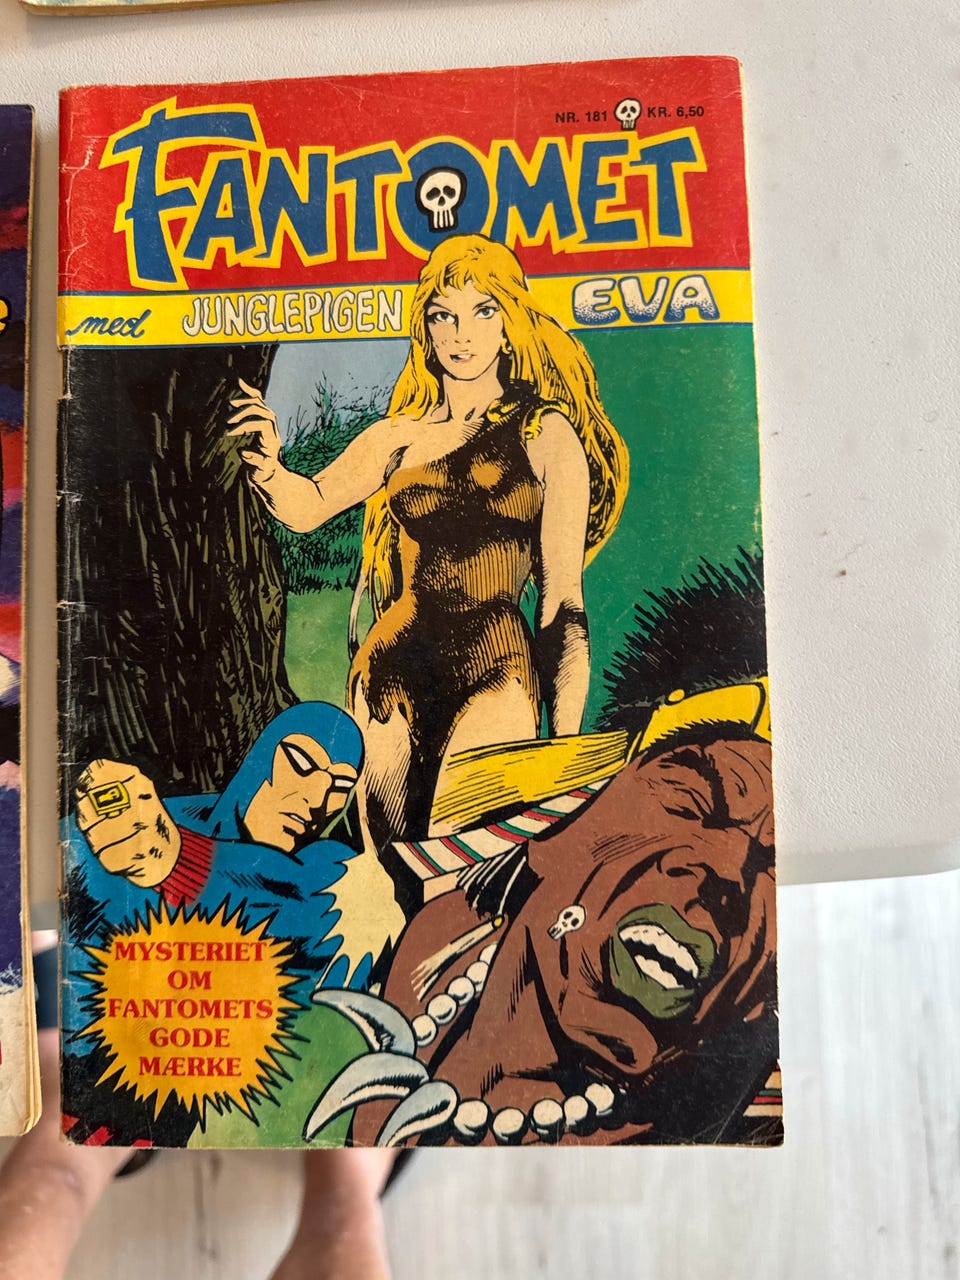 NR. 181 KR. 6,50
FANTOMET
med JUNGLEPIGEN EVA
MYSTERIET
OM
FANTOMETS
GODE
MÆRKE